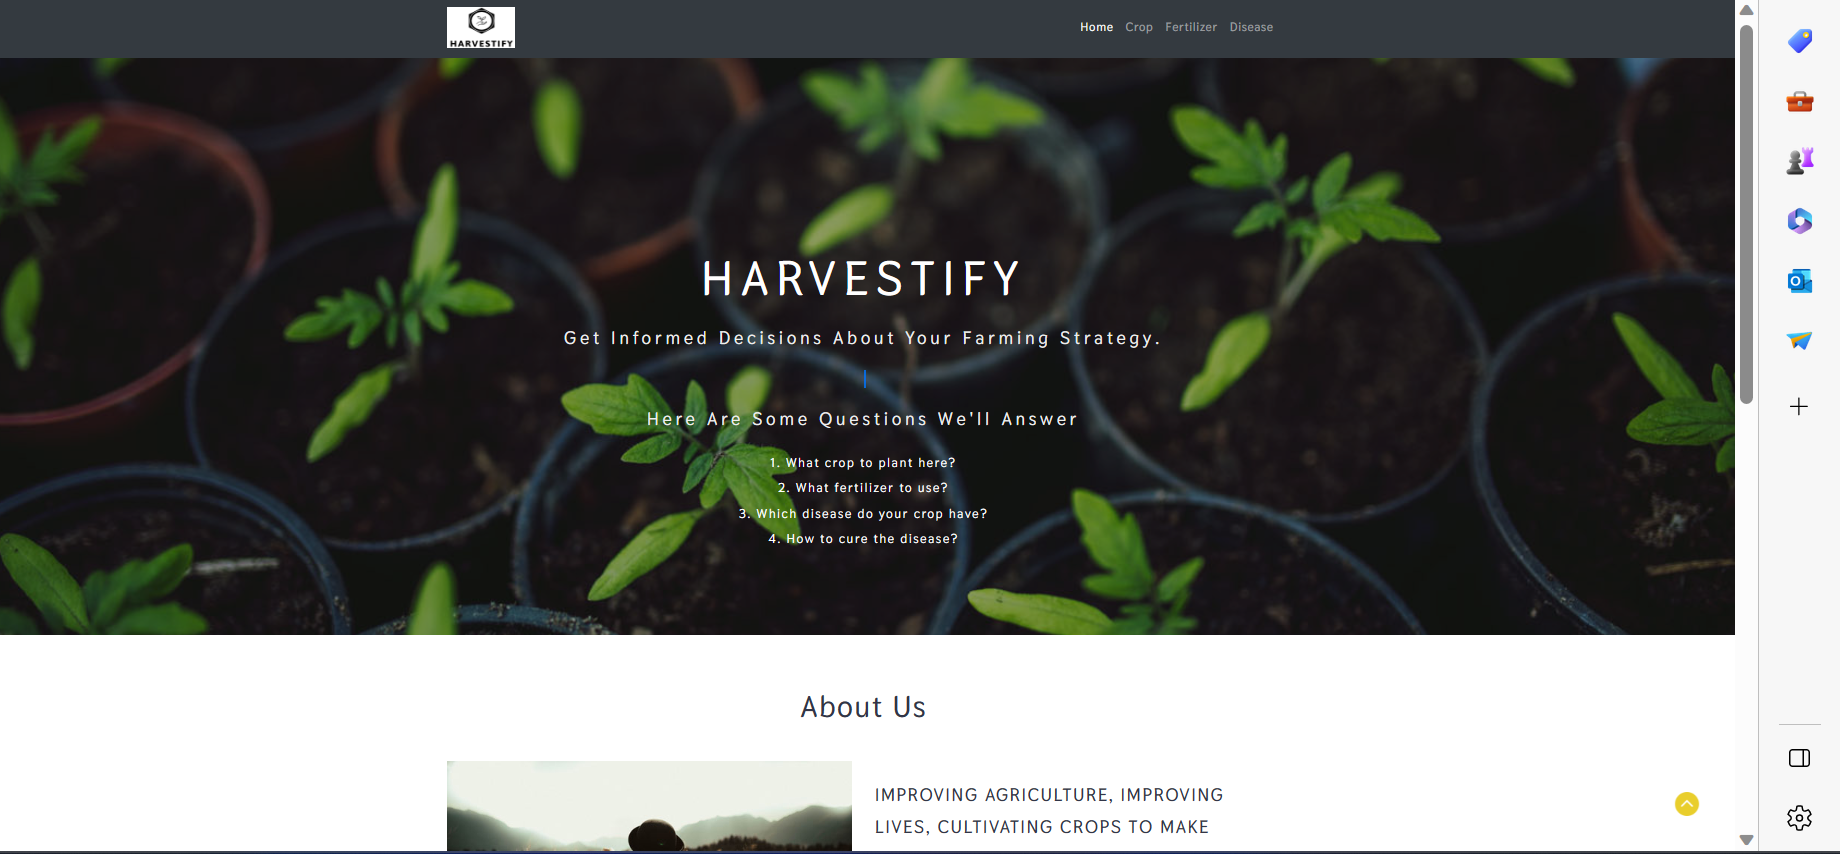 HARVESTIFY
Home Crop Fertilizer Disease
HARVESTIFY
Get Informed Decisions About Your Farming Strategy.
Here Are Some Questions We'll Answer
1. What crop to plant here?
2. What fertilizer to use?
3. Which disease do your crop have?
4. How to cure the disease?
About Us
IMPROVING AGRICULTURE, IMPROVING
LIVES, CULTIVATING CROPS TO MAKE